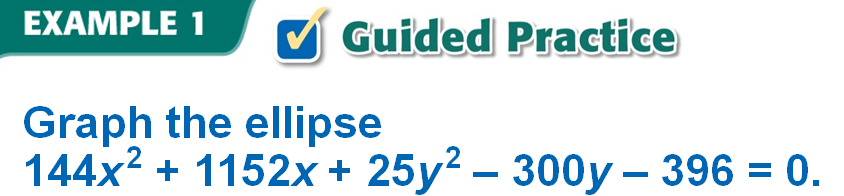 EXAMPLE 1
Guided Practice
Graph the ellipse
144x² + 1152x + 25y² – 300y – 396 = 0.